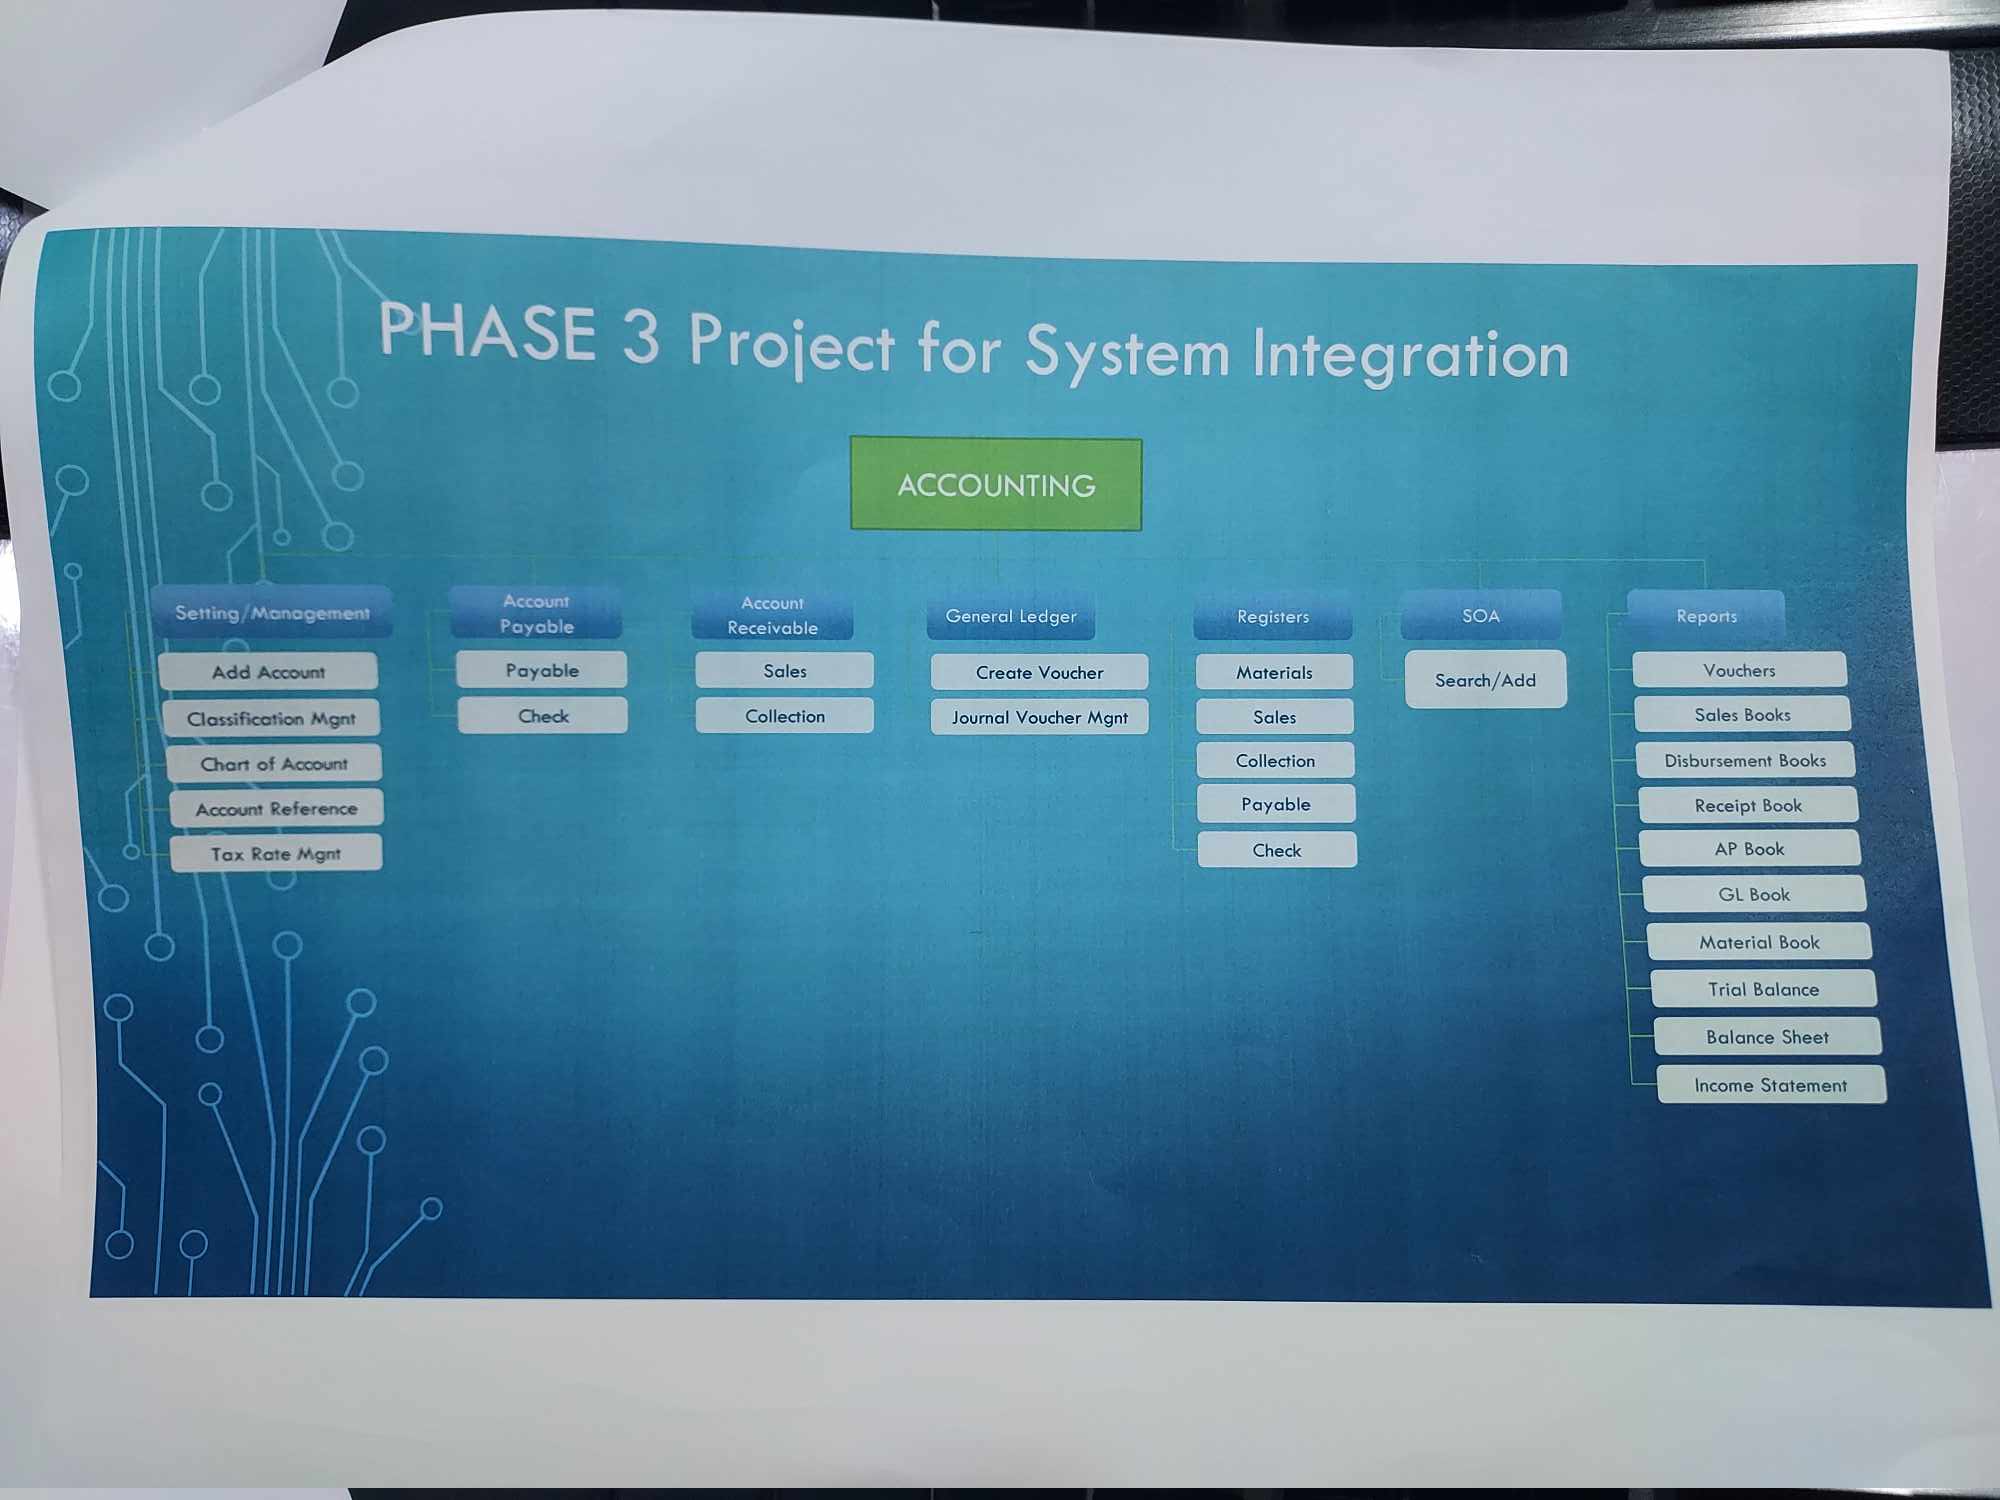 PHASE 3 Project for System Integration
ACCOUNTING
Setting/Management
Add Account
Classification Mgnt
Chart of Account
Account Reference
Tax Rate Mgnt
Account
Payable
Payable
Check
Account
Receivable
Sales
Collection
General Ledger
Create Voucher
Journal Voucher Mgnt
Registers
Materials
Sales
Collection
Payable
Check
SOA
Search/Add
Reports
Vouchers
Sales Books
Disbursement Books
Receipt Book
AP Book
GL Book
Material Book
Trial Balance
Balance Sheet
Income Statement